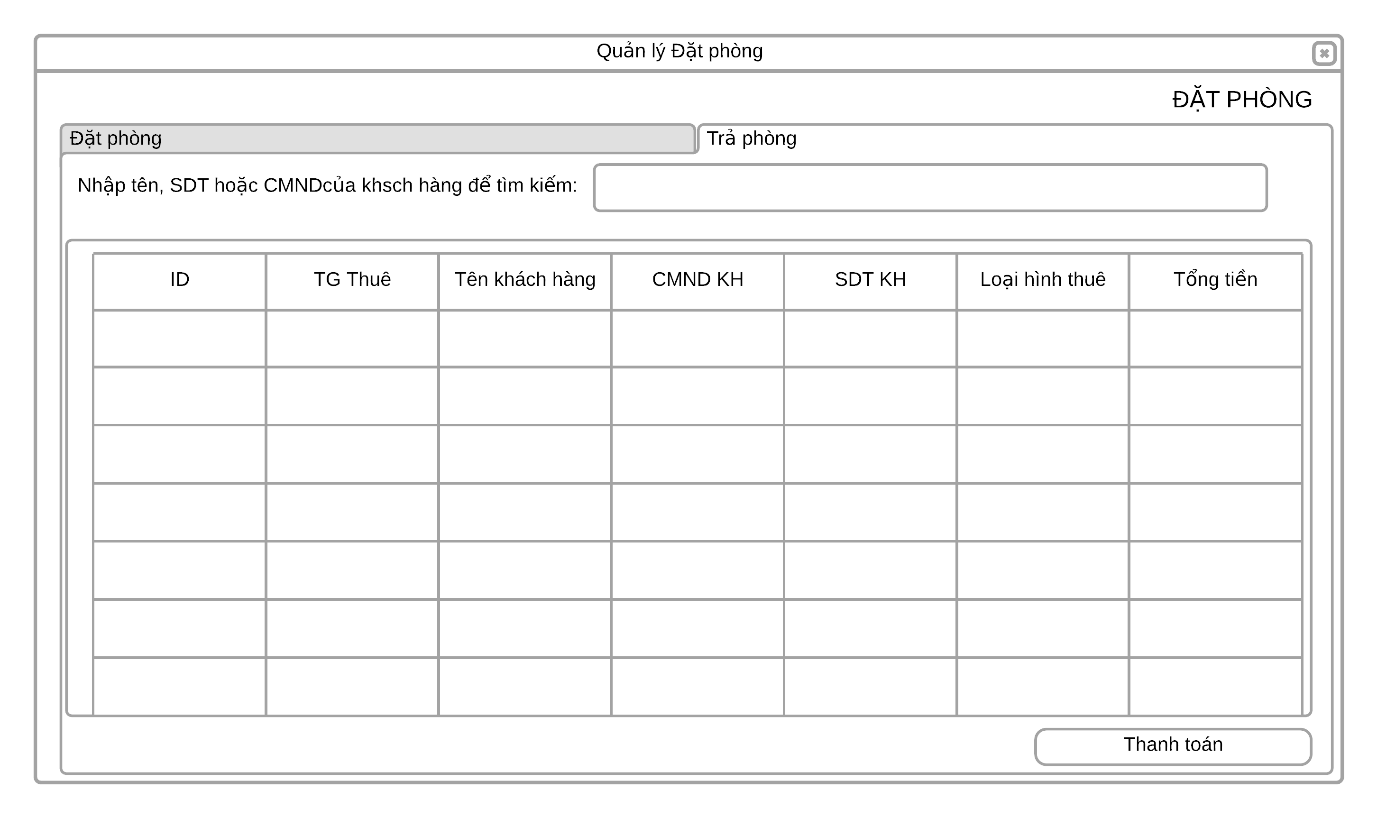 Quản lý Đặt phòng
ĐẶT PHÒNG
Đặt phòng
Trả phòng
Nhập tên, SDT hoặc CMNDcủa khsch hàng để tìm kiếm:
ID TG Thuê Tên khách hàng CMND KH SDT KH Loại hình thuê Tổng tiền
Thanh toán